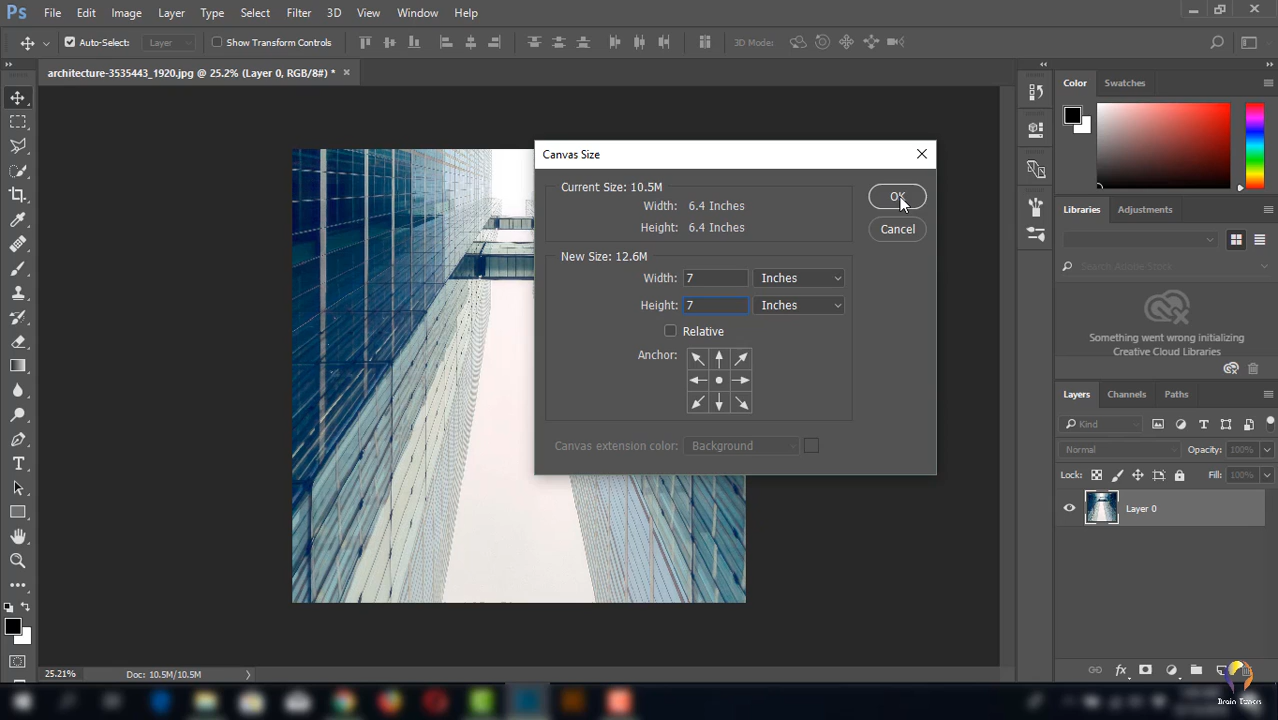 Ps File Edit Image Layer Type Select Filter 3D View Window Help
Auto-Select: Layer Show Transform Controls 3D Mode:
architecture-3535443_1920.jpg @ 25.2% (Layer 0, RGB/8#) *
Canvas Size
Current Size: 10.5M
Width: 6.4 Inches
Height: 6.4 Inches
OK
Cancel
New Size: 12.6M
Width: 7 Inches
Height: 7 Inches
Relative
Anchor:
Canvas extension color: Background
Color Swatches
Libraries Adjustments
Search Adobe Stock
Something went wrong initializing
Creative Cloud Libraries
Layers Channels Paths
Kind
Normal Opacity: 100%
Lock: Fill: 100%
Layer 0
fx
25.21% Doc: 10.5M/10.5M